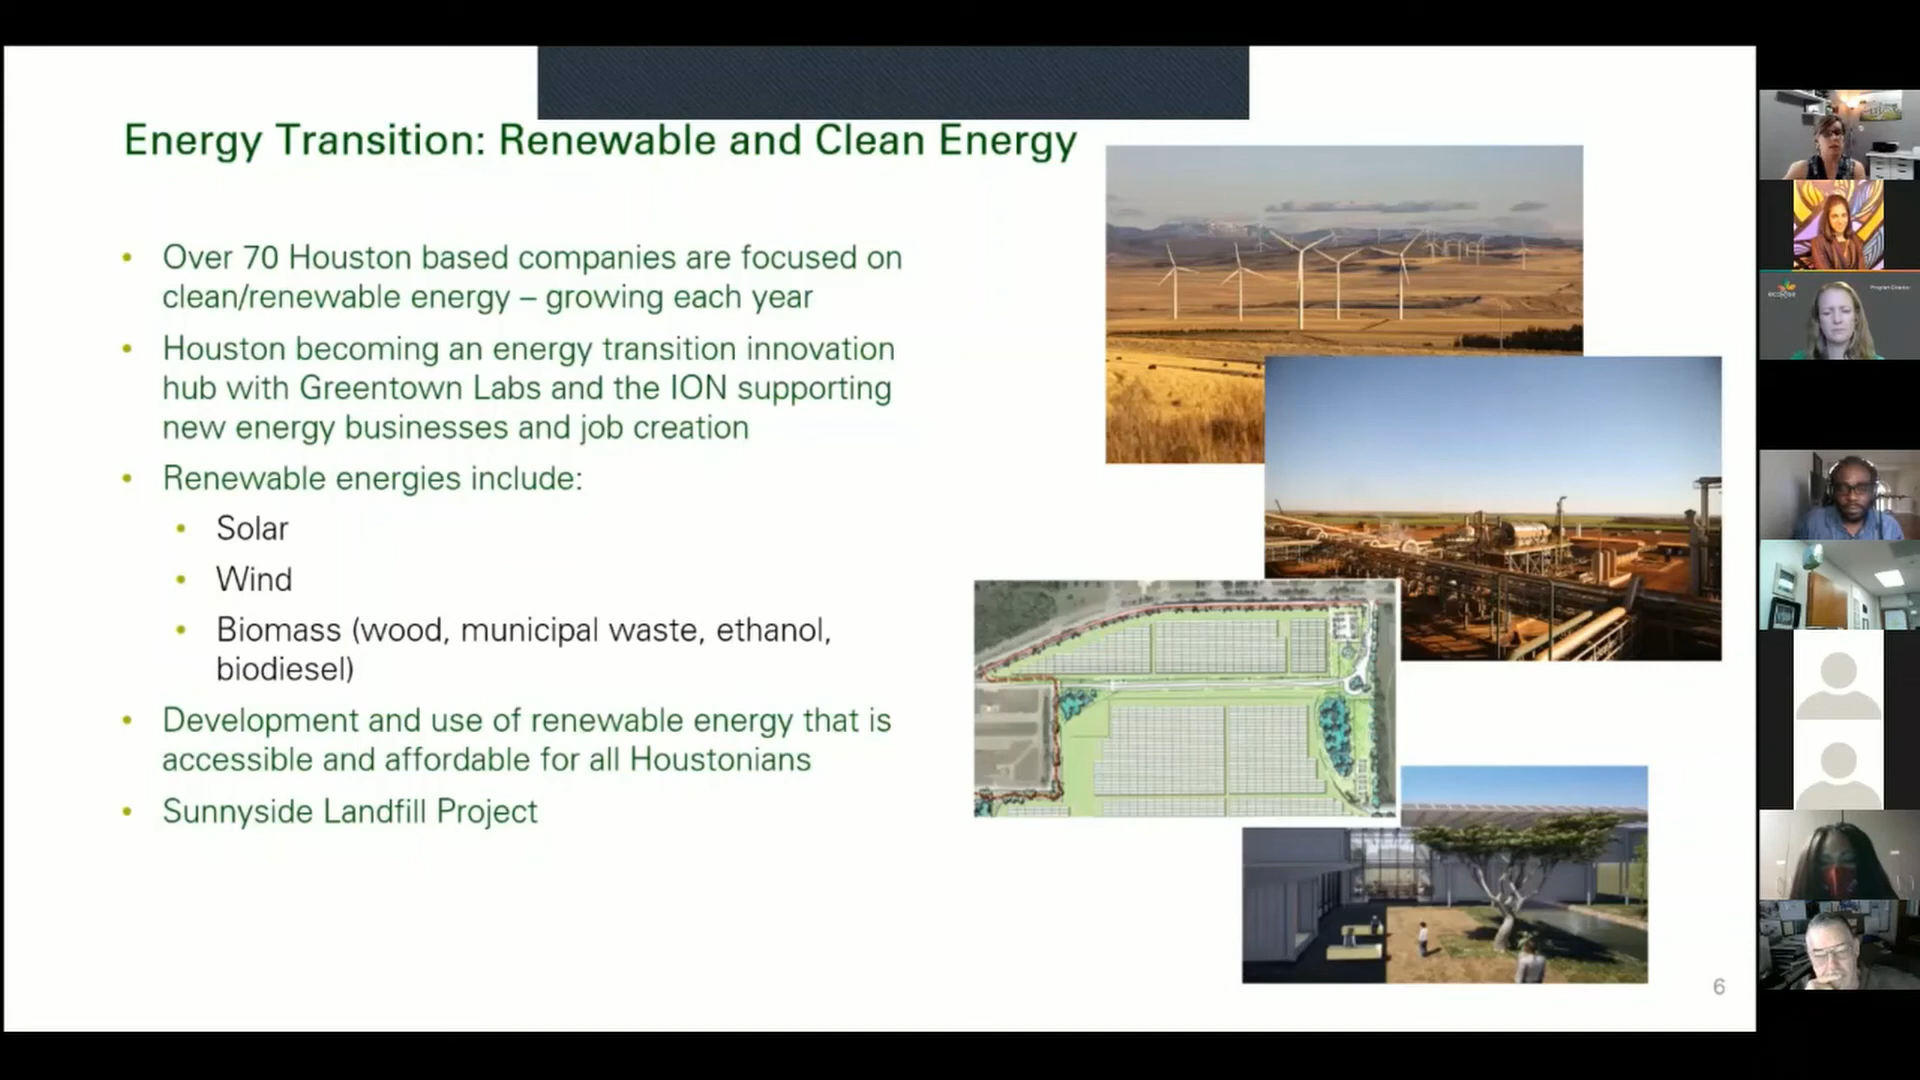 Energy Transition: Renewable and Clean Energy
• Over 70 Houston based companies are focused on
clean/renewable energy – growing each year
• Houston becoming an energy transition innovation
hub with Greentown Labs and the ION supporting
new energy businesses and job creation
• Renewable energies include:
• Solar
• Wind
• Biomass (wood, municipal waste, ethanol,
biodiesel)
• Development and use of renewable energy that is
accessible and affordable for all Houstonians
• Sunnyside Landfill Project
6